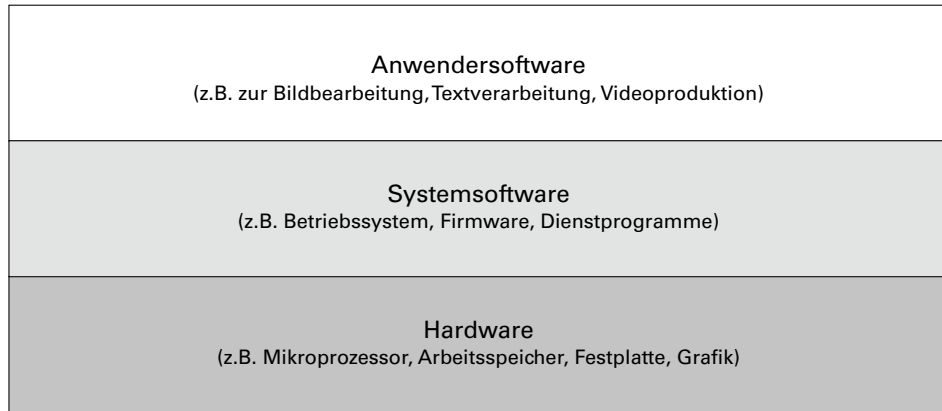 Anwendersoftware
(z.B. zur Bildbearbeitung, Textverarbeitung, Videoproduktion)
Systemsoftware
(z.B. Betriebssystem, Firmware, Dienstprogramme)
Hardware
(z.B. Mikroprozessor, Arbeitsspeicher, Festplatte, Grafik)